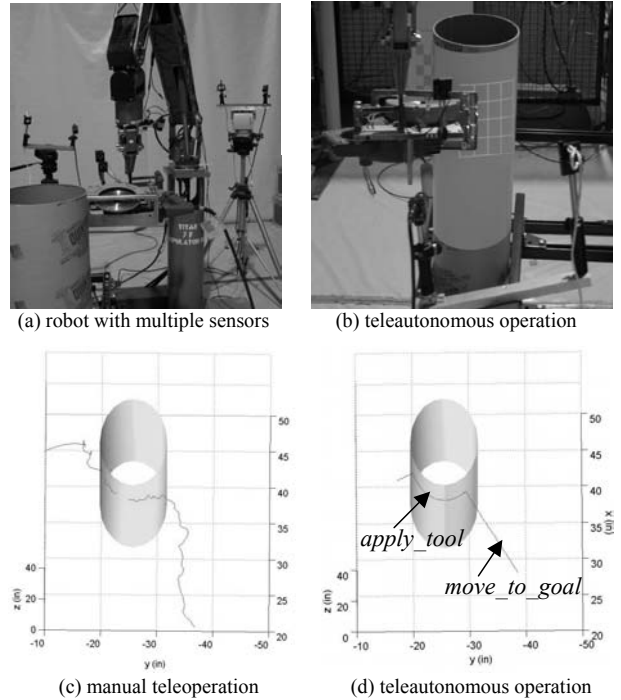 TITAN
7 F
(a) robot with multiple sensors
(b) teleautonomous operation
50
45
40
35
30
25
20
40
20
0
z (in)
-10
-20
-30
-40
-50
y (in)
(c) manual teleoperation
50
45
40
35
30
25
20
x (in)
apply_tool
move_to_goal
40
20
0
z (in)
-10
-20
-30
-40
-50
y (in)
(d) teleautonomous operation